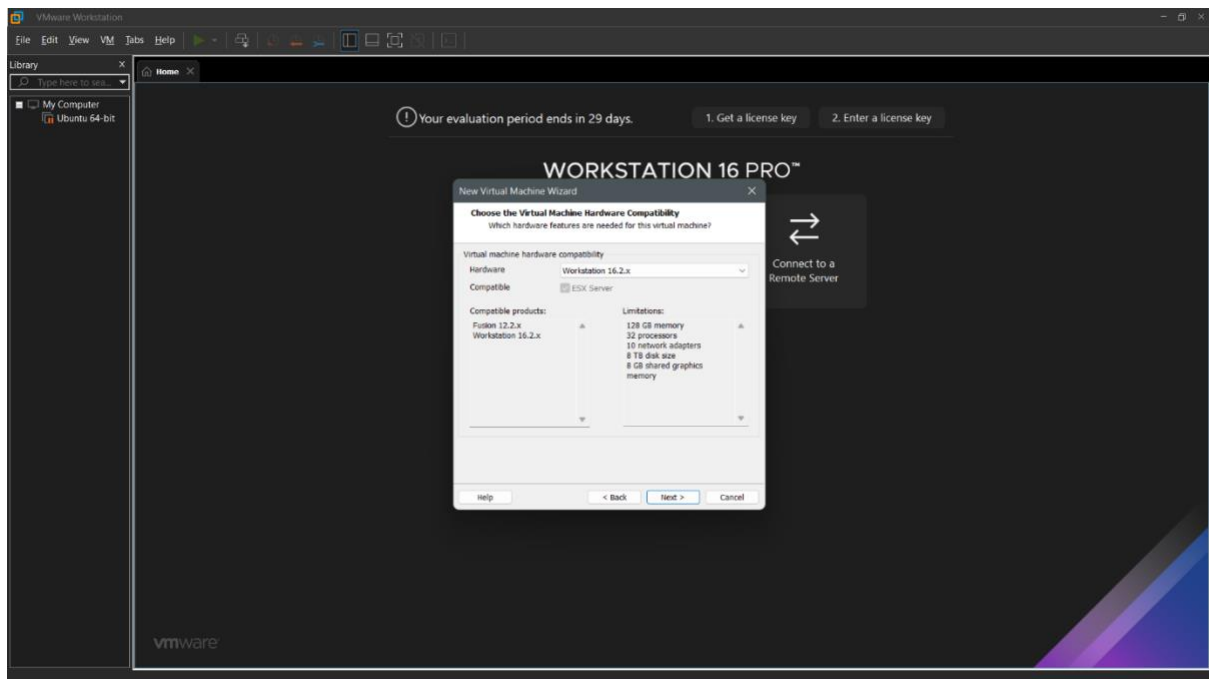 VMware Workstation
File Edit View VM Tabs Help
Library
Type here to sea...
Home
My Computer
Ubuntu 64-bit
Your evaluation period ends in 29 days.
1. Get a license key
2. Enter a license key
WORKSTATION 16 PRO™
New Virtual Machine Wizard
Choose the Virtual Machine Hardware Compatibility
Which hardware features are needed for this virtual machine?
Virtual machine hardware compatibility
Hardware Workstation 16.2.x
Compatible ESX Server
Compatible products:
Fusion 12.2.x
Workstation 16.2.x
Limitations:
128 GB memory
32 processors
10 network adapters
8 TB disk size
8 GB shared graphics
memory
Help < Back Next > Cancel
Connect to a
Remote Server
vmware